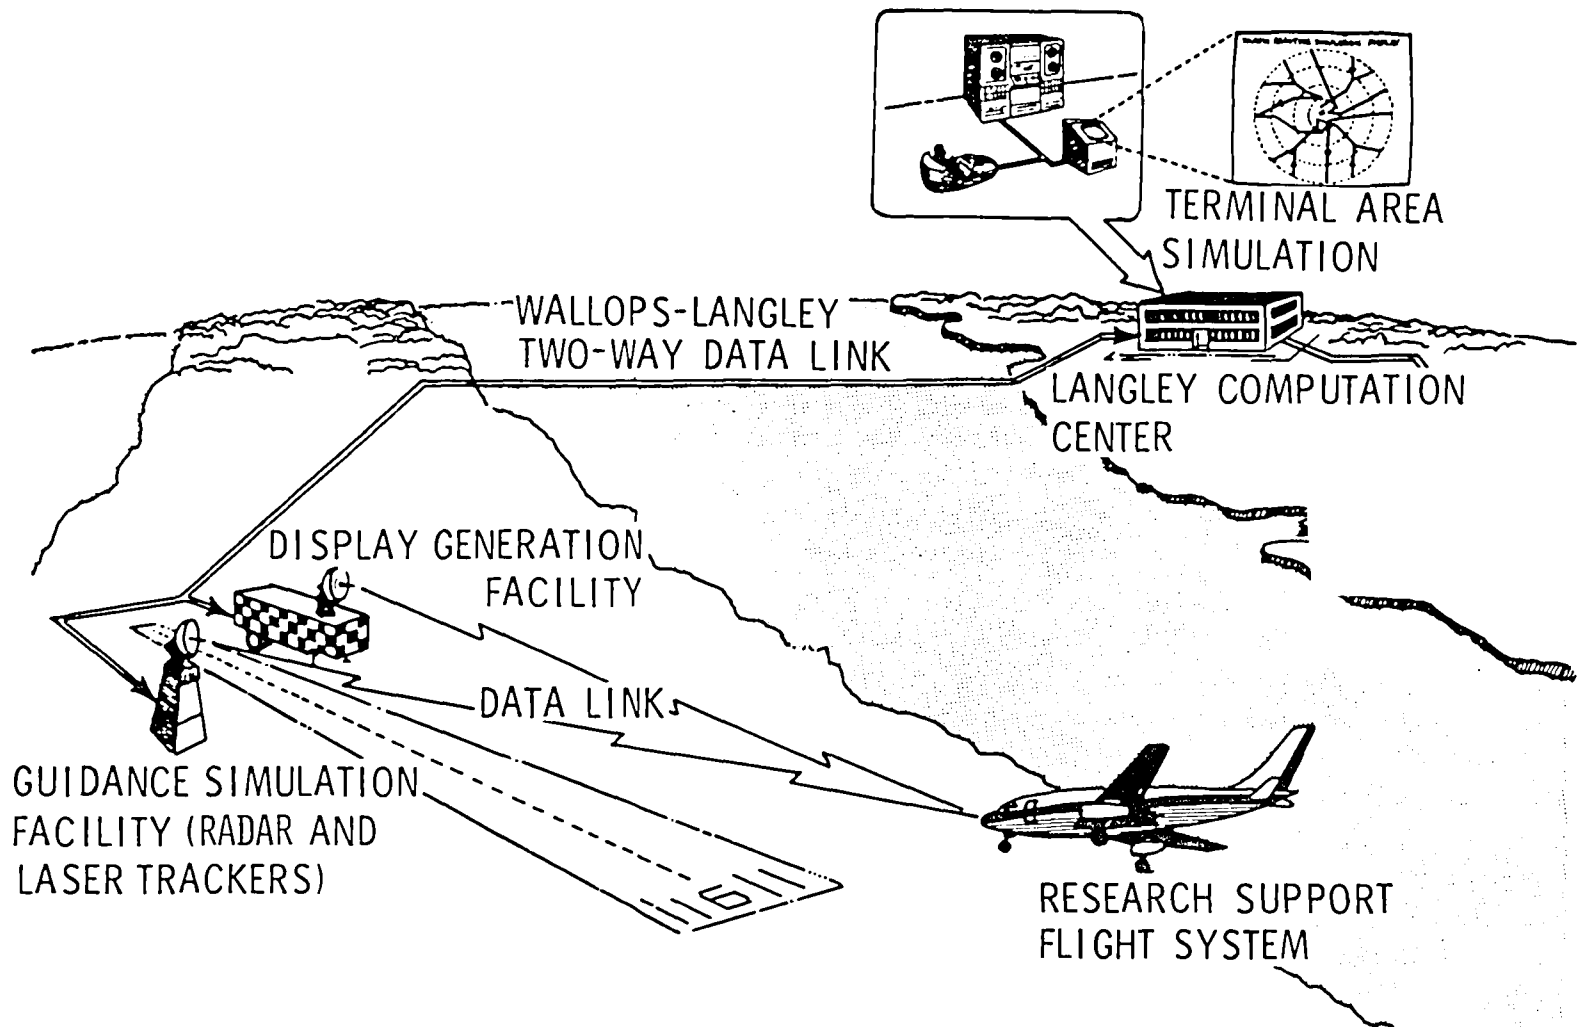 TERMINAL AREA
SIMULATION
WALLOPS-LANGLEY
TWO-WAY DATA LINK
LANGLEY COMPUTATION
CENTER
DISPLAY GENERATION
FACILITY
DATA LINK
GUIDANCE SIMULATION
FACILITY (RADAR AND
LASER TRACKERS)
6
RESEARCH SUPPORT
FLIGHT SYSTEM